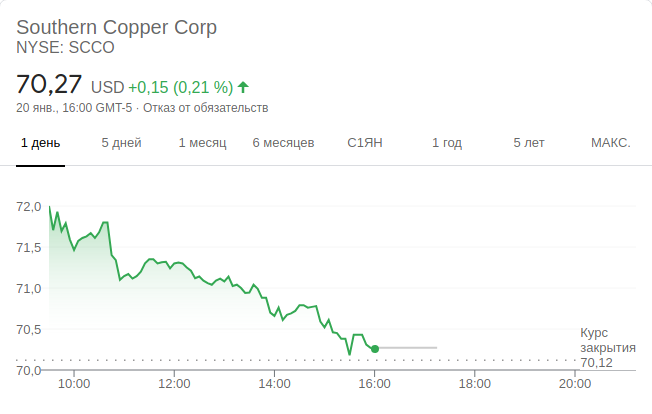 Southern Copper Corp
NYSE: SCCO
70,27 USD +0,15 (0,21 %)
20 янв., 16:00 GMT-5 · Отказ от обязательств
1 день 5 дней 1 месяц 6 месяцев С1ЯН 1 год 5 лет МАКС.
72,0
71,5
71,0
70,5
70,0
Курс
закрытия
70,12
10:00 12:00 14:00 16:00 18:00 20:00